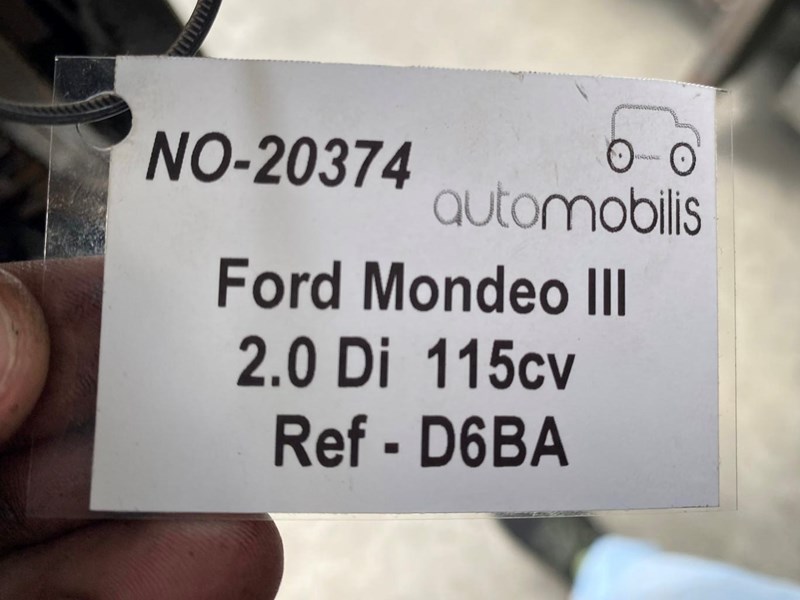 NO-20374
automobilis
Ford Mondeo III
2.0 Di 115cv
Ref - D6BA